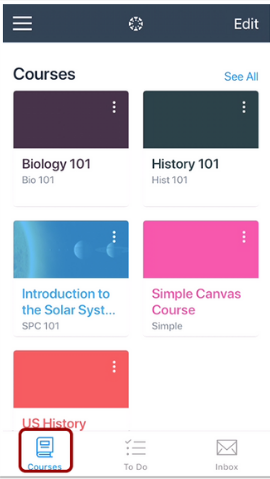 Edit
Courses
See All
Biology 101
Bio 101
History 101
Hist 101
Introduction to
the Solar Syst...
SPC 101
Simple Canvas
Course
Simple
US History
Courses
To Do
Inbox